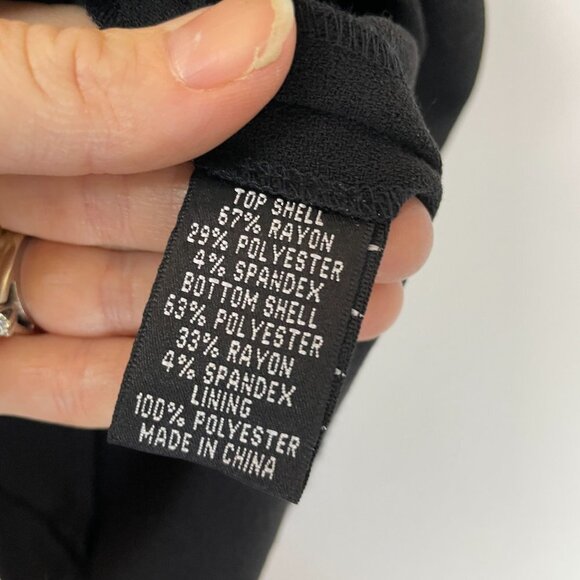 TOP SHELL
67% RAYON
29% POLYESTER
4% SPANDEX
BOTTOM SHELL
63% POLYESTER
33% RAYON
4% SPANDEX
LINING
100% POLYESTER
MADE IN CHINA